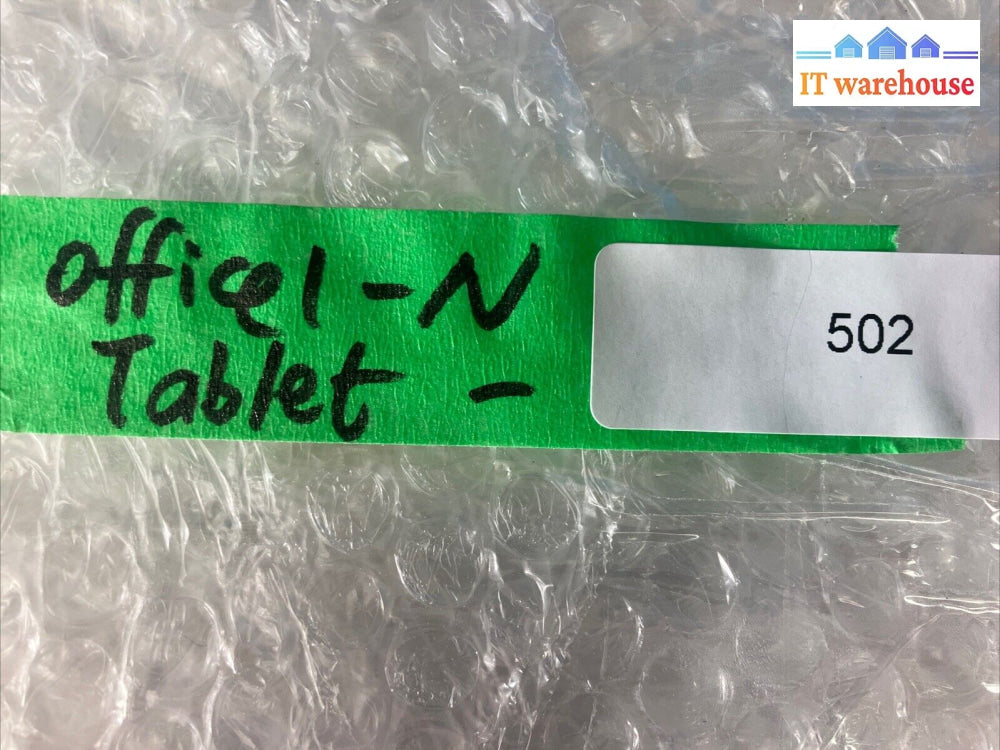 IT warehouse
office1-N
Tablet -
502